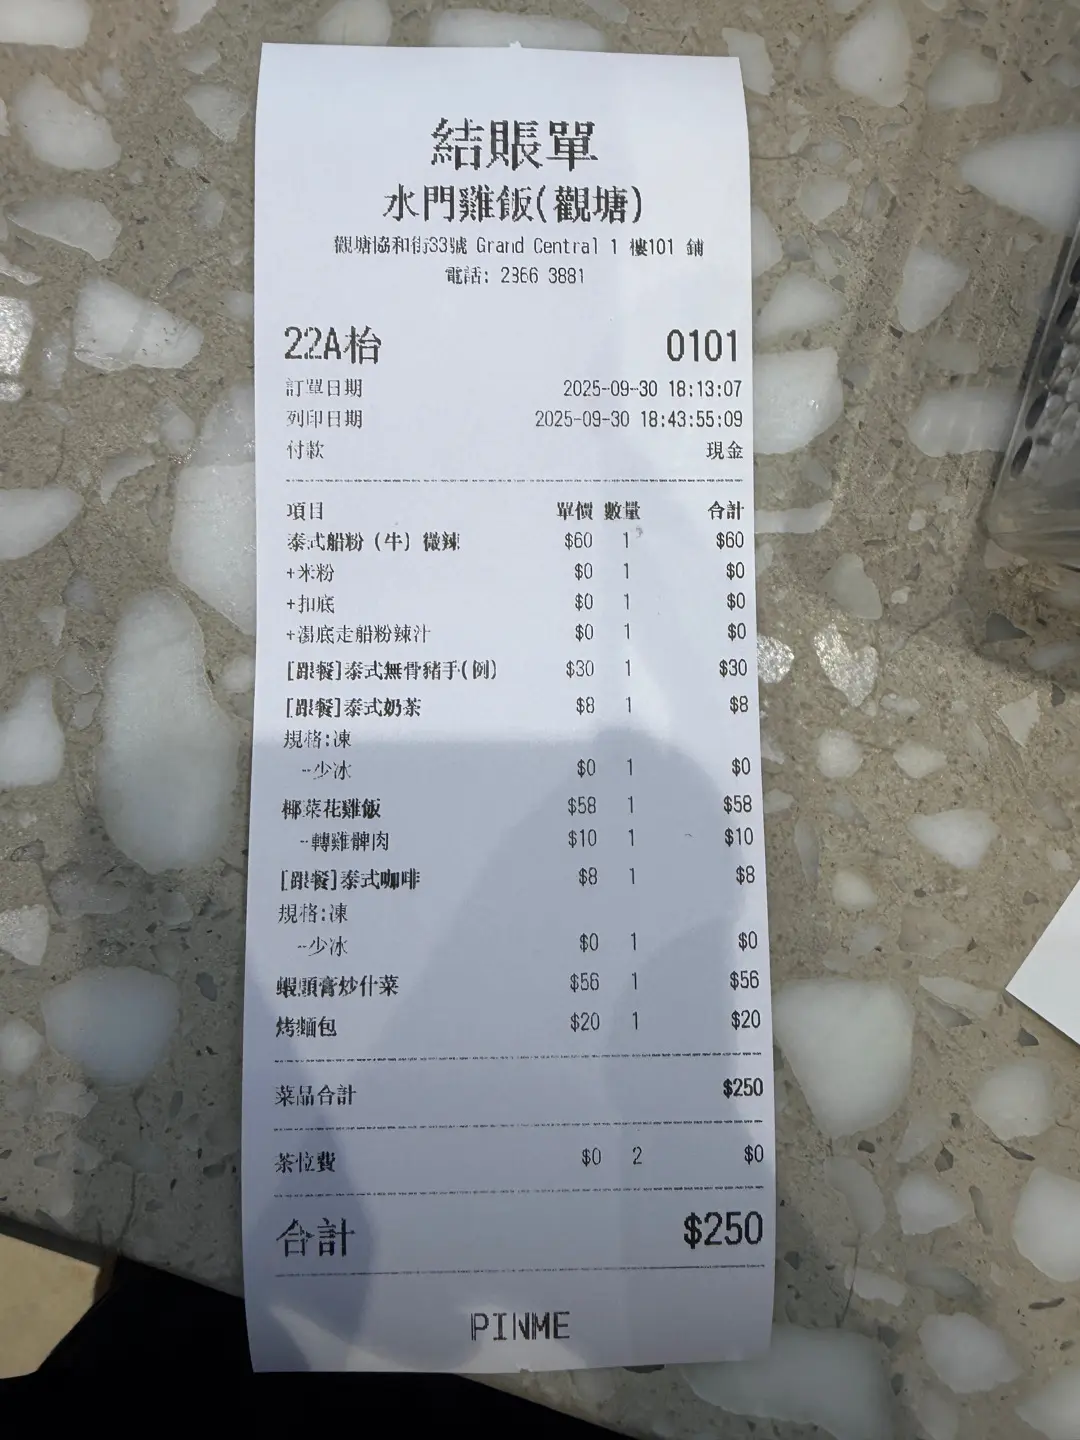 結賬單
水門雞飯(觀塘)
觀塘協和街33號 Grand Central 1 樓101 鋪
電話: 2366 3881
22A枱 0101
訂單日期 2025-09-30 18:13:07
列印日期 2025-09-30 18:43:55:09
付款 現金
項目 單價 數量 合計
泰式船粉（牛）微辣 $60 1 $60
+米粉 $0 1 $0
+扣底 $0 1 $0
+湯底走船粉辣汁 $0 1 $0
[跟餐]泰式無骨豬手(例) $30 1 $30
[跟餐]泰式奶茶 $8 1 $8
規格:凍
-少冰 $0 1 $0
椰菜花雞飯 $58 1 $58
-轉雞髀肉 $10 1 $10
[跟餐]泰式咖啡 $8 1 $8
規格:凍
-少冰 $0 1 $0
蝦頭膏炒什菜 $56 1 $56
烤麵包 $20 1 $20
菜品合計 $250
茶位費 $0 2 $0
合計 $250
PINME